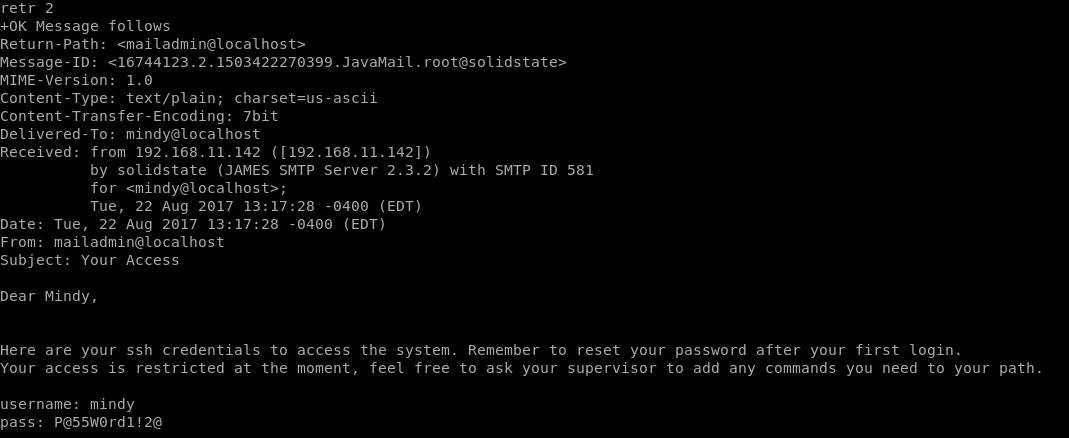 retr 2
+OK Message follows
Return-Path: <mailadmin@localhost>
Message-ID: <16744123.2.1503422270399.JavaMail.root@solidstate>
MIME-Version: 1.0
Content-Type: text/plain; charset=us-ascii
Content-Transfer-Encoding: 7bit
Delivered-To: mindy@localhost
Received: from 192.168.11.142 ([192.168.11.142])
          by solidstate (JAMES SMTP Server 2.3.2) with SMTP ID 581
          for <mindy@localhost>;
          Tue, 22 Aug 2017 13:17:28 -0400 (EDT)
Date: Tue, 22 Aug 2017 13:17:28 -0400 (EDT)
From: mailadmin@localhost
Subject: Your Access

Dear Mindy,


Here are your ssh credentials to access the system. Remember to reset your password after your first login.
Your access is restricted at the moment, feel free to ask your supervisor to add any commands you need to your path.

username: mindy
pass: P@55W0rd1!2@